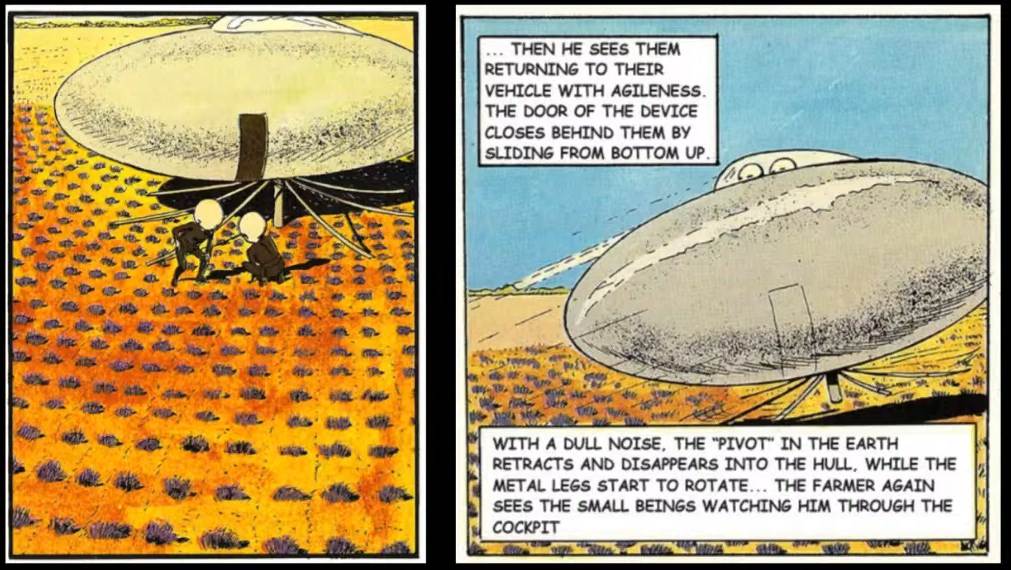 ... THEN HE SEES THEM
RETURNING TO THEIR
VEHICLE WITH AGILENESS.
THE DOOR OF THE DEVICE
CLOSES BEHIND THEM BY
SLIDING FROM BOTTOM UP.
WITH A DULL NOISE, THE "PIVOT" IN THE EARTH
RETRACTS AND DISAPPEARS INTO THE HULL, WHILE THE
METAL LEGS START TO ROTATE... THE FARMER AGAIN
SEES THE SMALL BEINGS WATCHING HIM THROUGH THE
COCKPIT